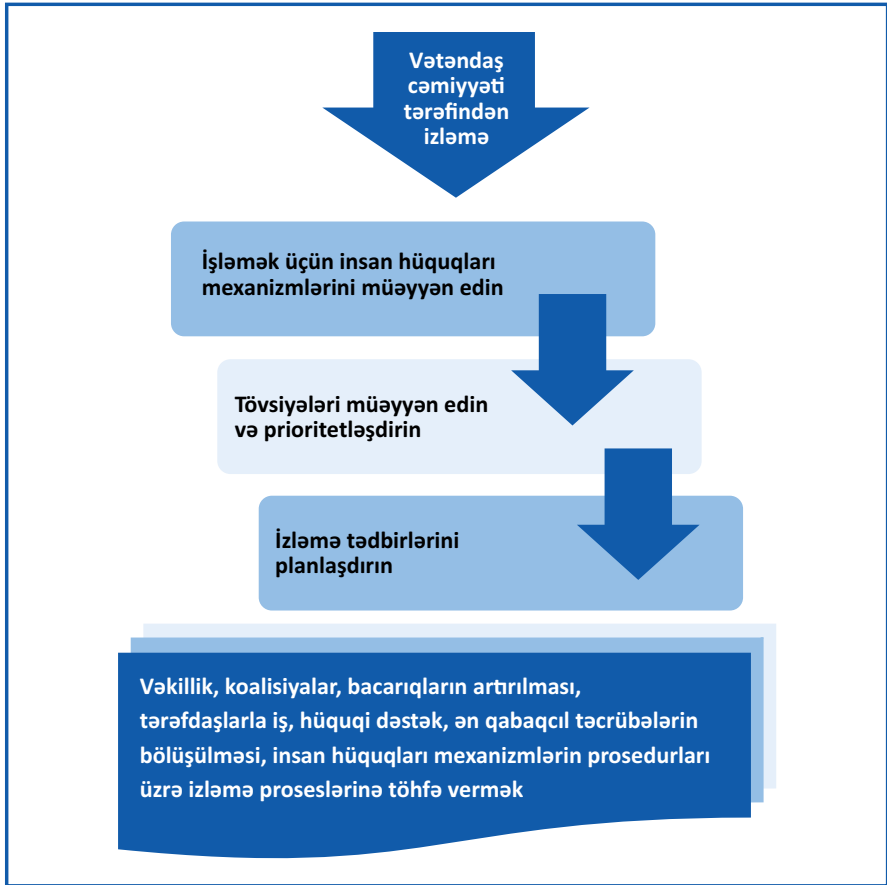 Vətəndaş
cəmiyyəti
tərəfindən
izləmə
İşləmək üçün insan hüquqları
mexanizmlərini müəyyən edin
Tövsiyələri müəyyən edin
və prioritetləşdirin
İzləmə tədbirlərini
planlaşdırın
Vəkillik, koalisiyalar, bacarıqların artırılması,
tərəfdaşlarla iş, hüquqi dəstək, ən qabaqcıl təcrübələrin
bölüşülməsi, insan hüquqları mexanizmlərin prosedurları
üzrə izləmə proseslərinə töhfə vermək